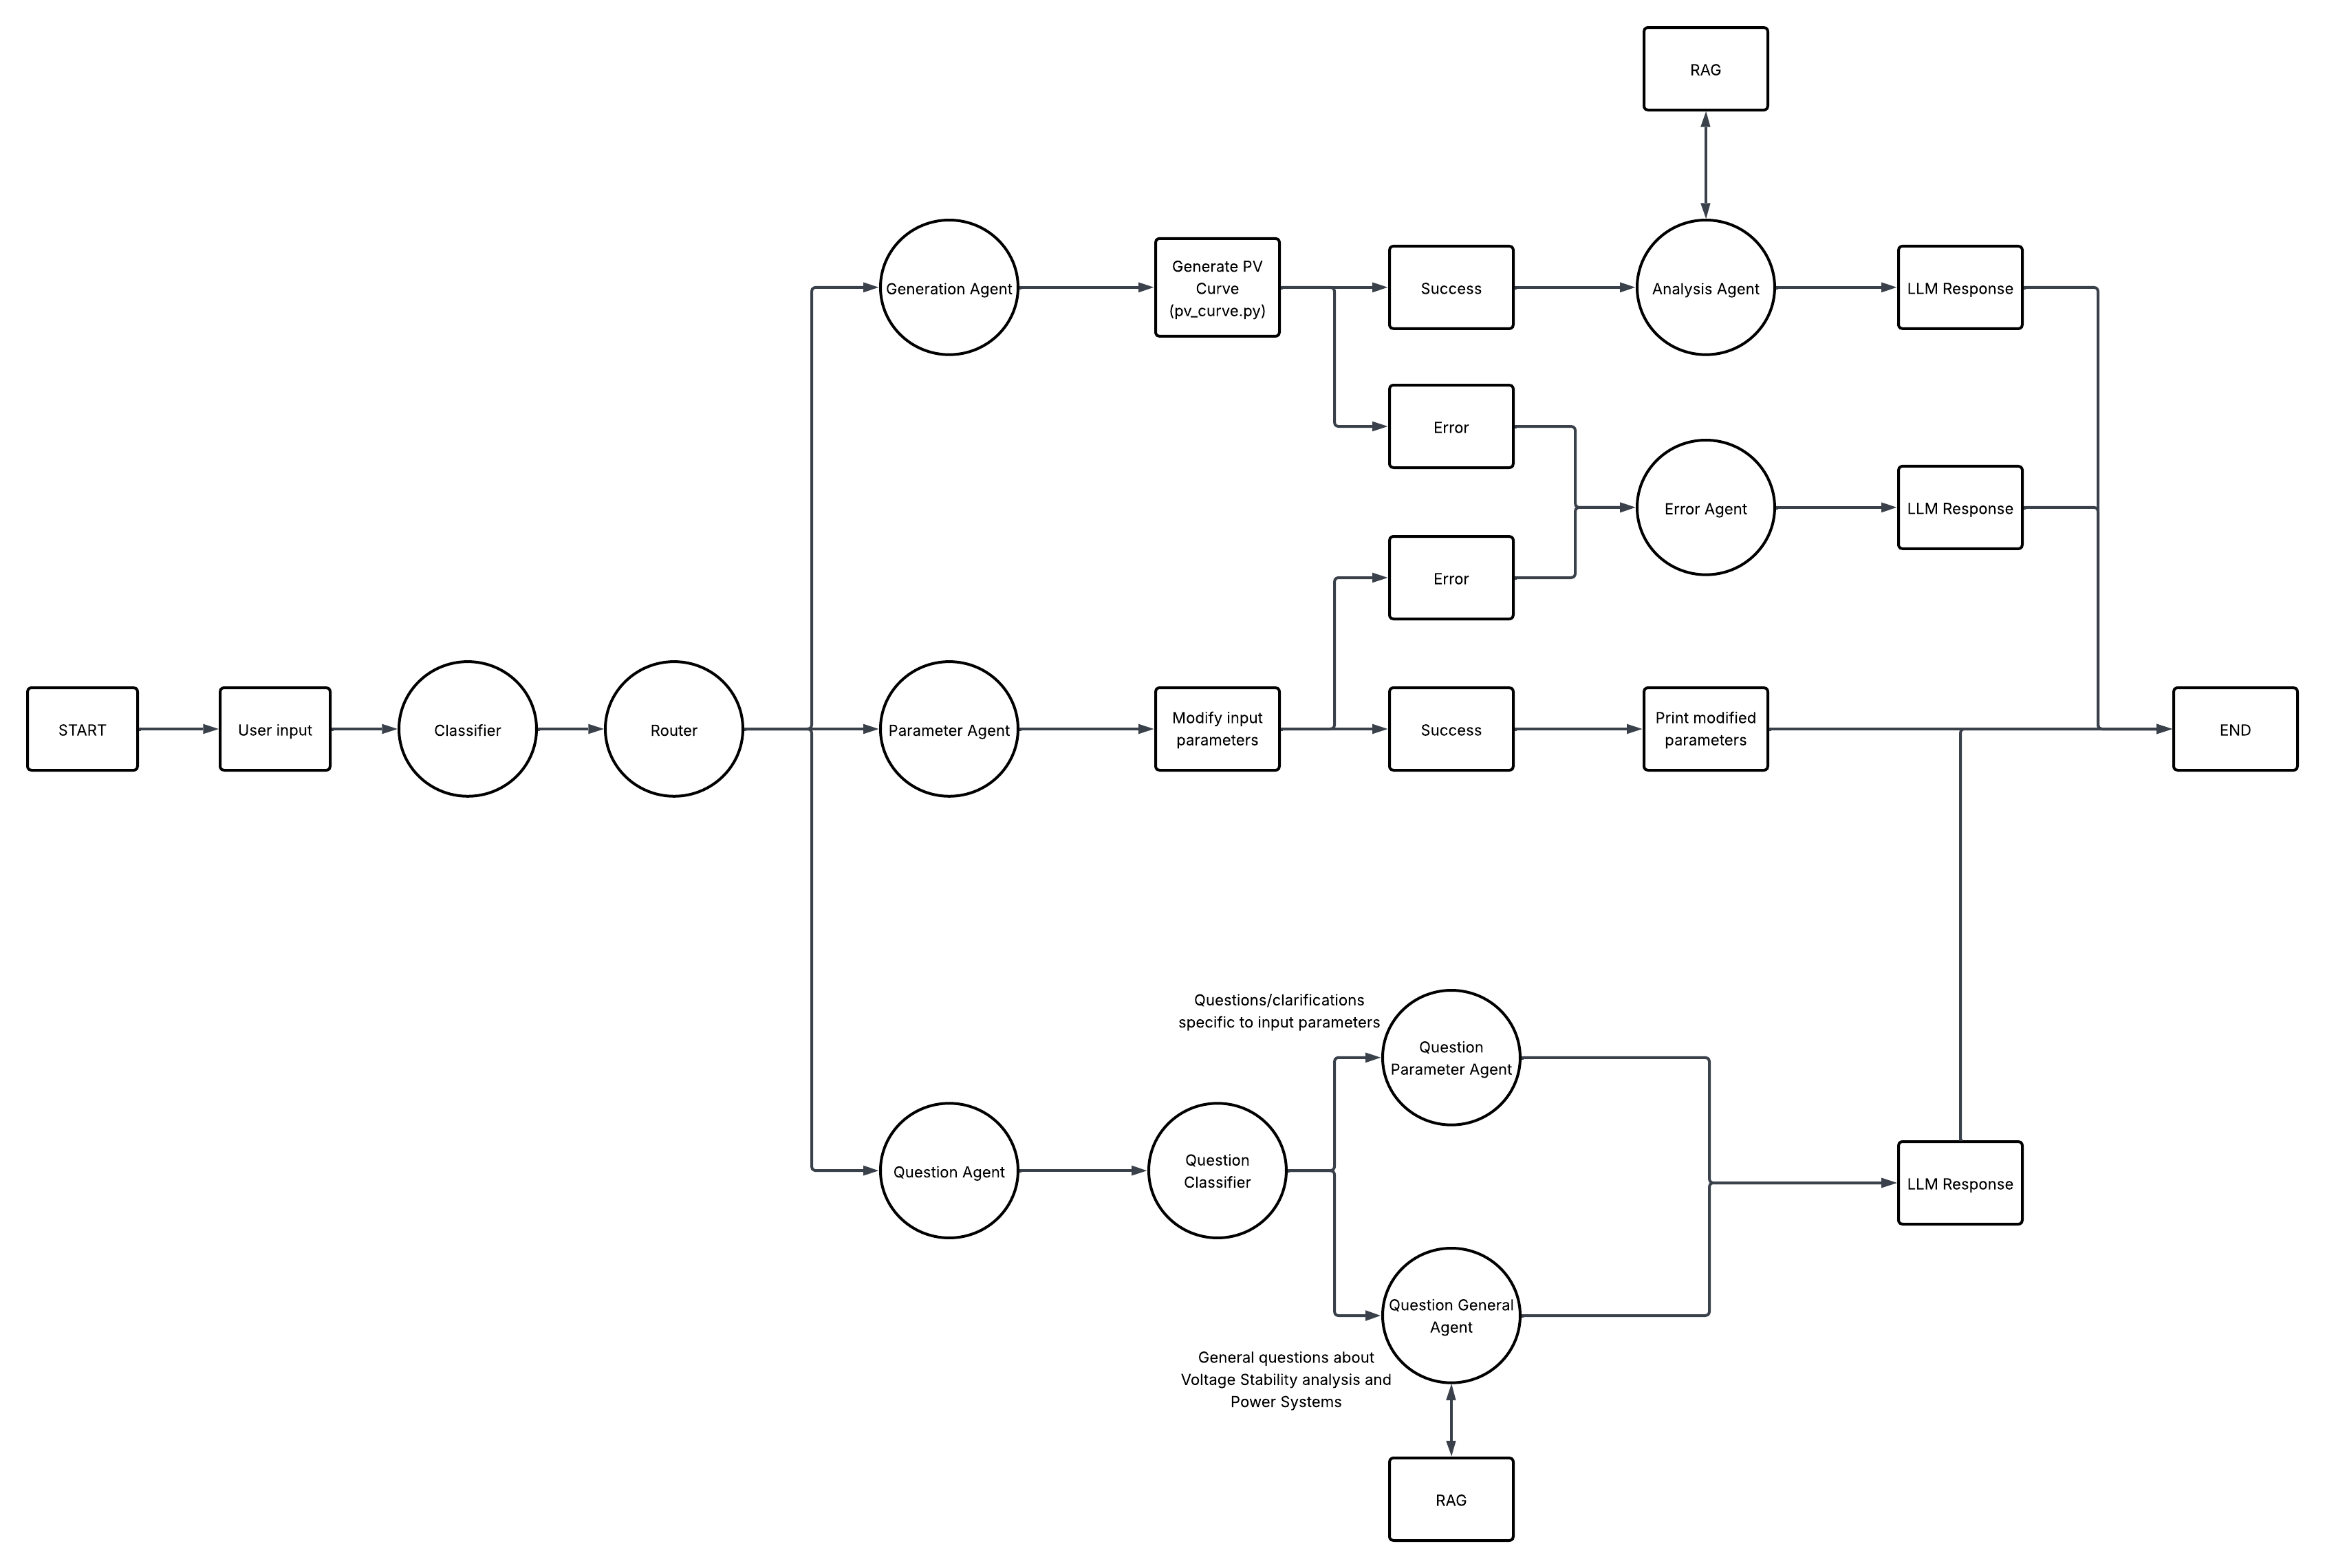 RAG
Generation Agent
Generate PV
Curve
(pv_curve.py)
Success
Analysis Agent
LLM Response
Error
Error Agent
LLM Response
Error
START
User input
Classifier
Router
Parameter Agent
Modify input
parameters
Success
Print modified
parameters
END
Questions/clarifications
specific to input parameters
Question
Parameter Agent
Question Agent
Question
Classifier
LLM Response
Question General
Agent
General questions about
Voltage Stability analysis and
Power Systems
RAG